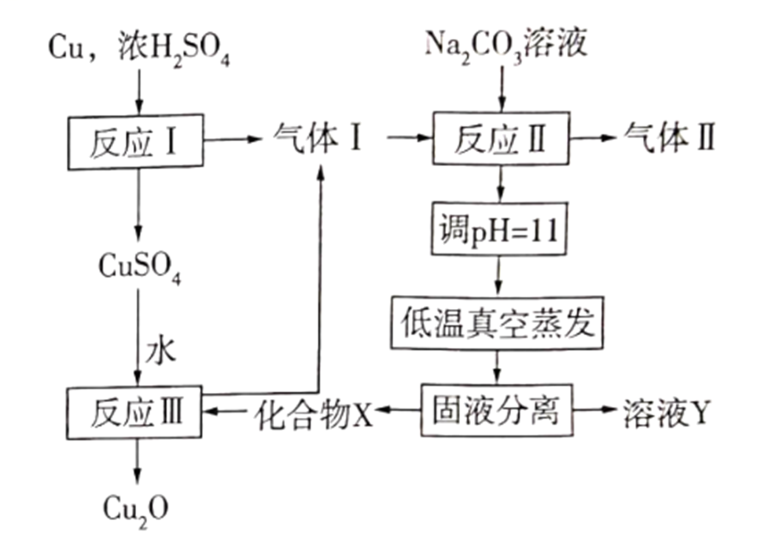 Cu，浓H₂SO₄
Na₂CO₃溶液
反应Ⅰ
气体Ⅰ
反应Ⅱ
气体Ⅱ
调pH=11
CuSO₄
低温真空蒸发
水
反应Ⅲ
化合物X
固液分离
溶液Y
Cu₂O